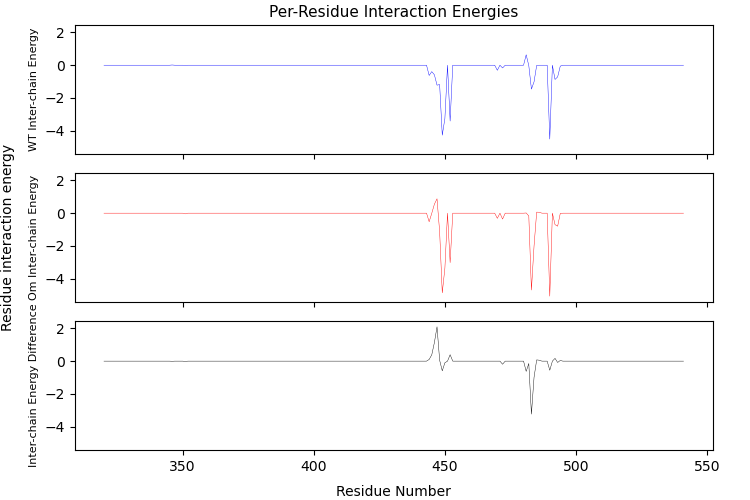 Per-Residue Interaction Energies
Residue interaction energy
WT Inter-chain Energy
2
0
−2
−4
Om Inter-chain Energy
2
0
−2
−4
Inter-chain Energy Difference
2
0
−2
−4
350
400
450
500
550
Residue Number